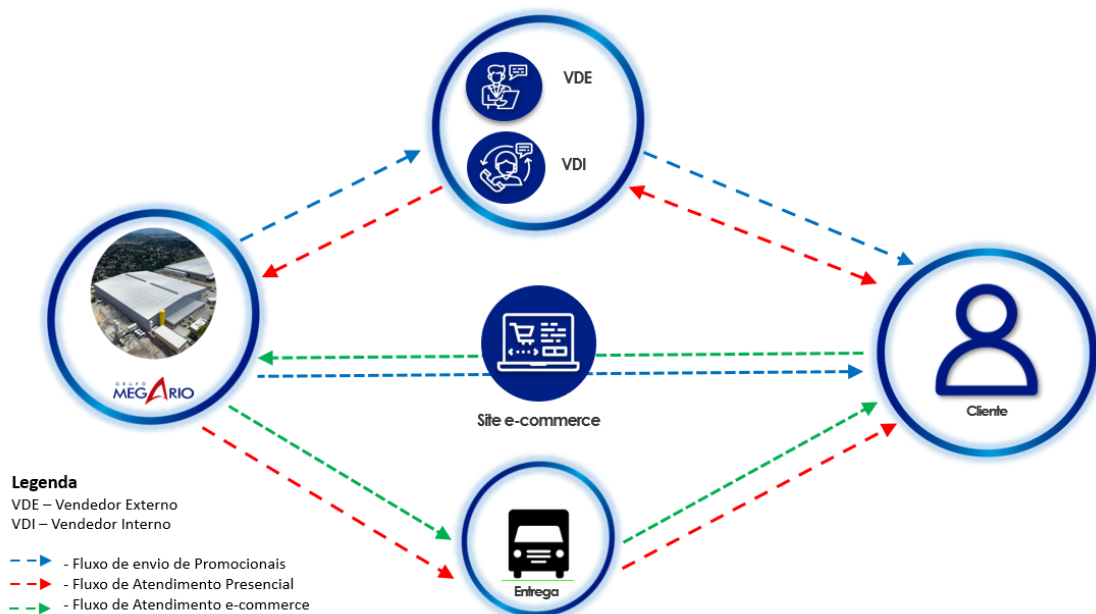 VDE
VDI
GRUPO
MEGARIO
Site e-commerce
Cliente
Entrega
Legenda
VDE – Vendedor Externo
VDI – Vendedor Interno
- Fluxo de envio de Promocionais
- Fluxo de Atendimento Presencial
- Fluxo de Atendimento e-commerce